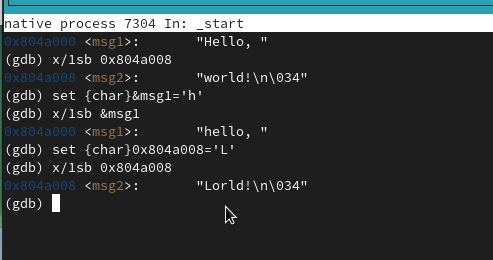 native process 7304 In: _start
0x804a000 <msg1>:       "Hello, "
(gdb) x/1sb 0x804a008
0x804a008 <msg2>:       "world!\n\034"
(gdb) set {char}&msg1='h'
(gdb) x/1sb &msg1
0x804a000 <msg1>:       "hello, "
(gdb) set {char}0x804a008='L'
(gdb) x/1sb 0x804a008
0x804a008 <msg2>:       "Lorld!\n\034"
(gdb)